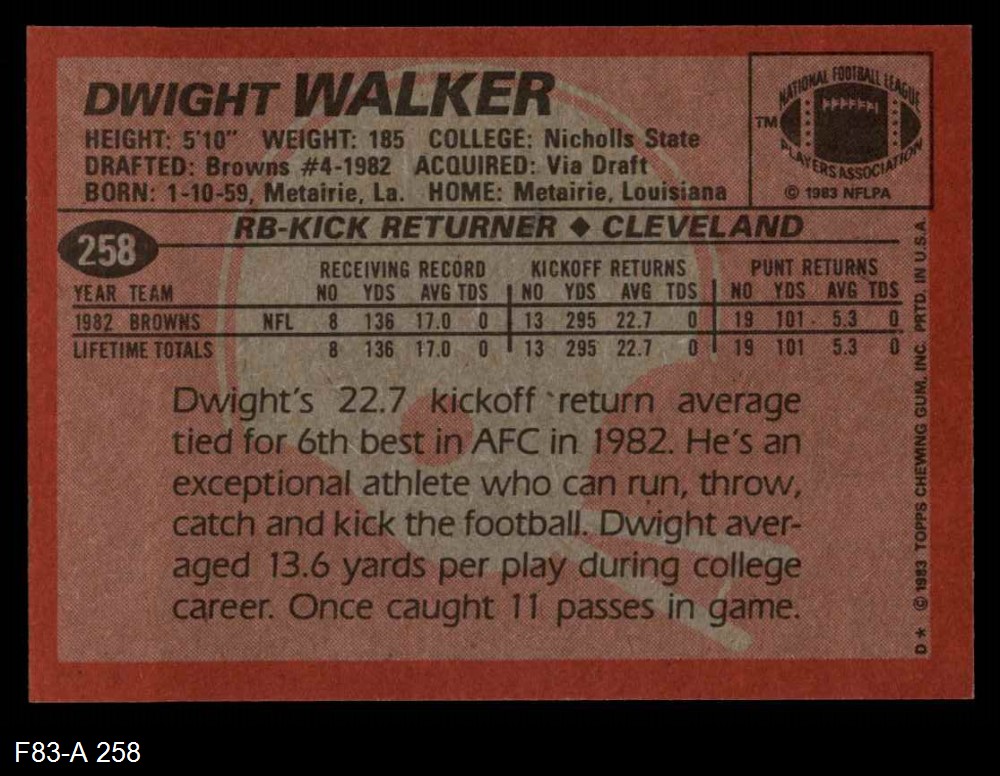 DWIGHT WALKER
HEIGHT: 5'10" WEIGHT: 185 COLLEGE: Nicholls State
DRAFTED: Browns #4-1982 ACQUIRED: Via Draft
BORN: 1-10-59, Metairie, La. HOME: Metairie, Louisiana
NATIONAL FOOTBALL LEAGUE
TM
PLAYERS ASSOCIATION
© 1983 NFLPA
258
RB-KICK RETURNER ♦ CLEVELAND
RECEIVING RECORD KICKOFF RETURNS PUNT RETURNS
YEAR TEAM NO YDS AVG TDS NO YDS AVG TDS NO YDS AVG TDS
1982 BROWNS NFL 8 136 17.0 0 13 295 22.7 0 19 101 5.3 0
LIFETIME TOTALS 8 136 17.0 0 13 295 22.7 0 19 101 5.3 0
Dwight's 22.7 kickoff return average
tied for 6th best in AFC in 1982. He's an
exceptional athlete who can run, throw,
catch and kick the football. Dwight aver-
aged 13.6 yards per play during college
career. Once caught 11 passes in game.
D* © 1983 TOPPS CHEWING GUM, INC. PRTD. IN U.S.A.
F83-A 258